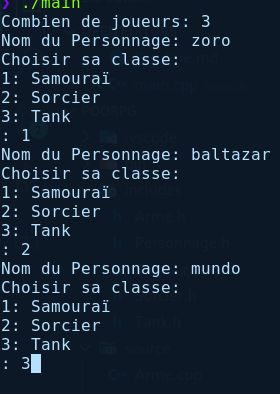 ❯ ./main
Combien de joueurs: 3
Nom du Personnage: zoro
Choisir sa classe:
1: Samouraï
2: Sorcier
3: Tank
: 1
Nom du Personnage: baltazar
Choisir sa classe:
1: Samouraï
2: Sorcier
3: Tank
: 2
Nom du Personnage: mundo
Choisir sa classe:
1: Samouraï
2: Sorcier
3: Tank
: 3